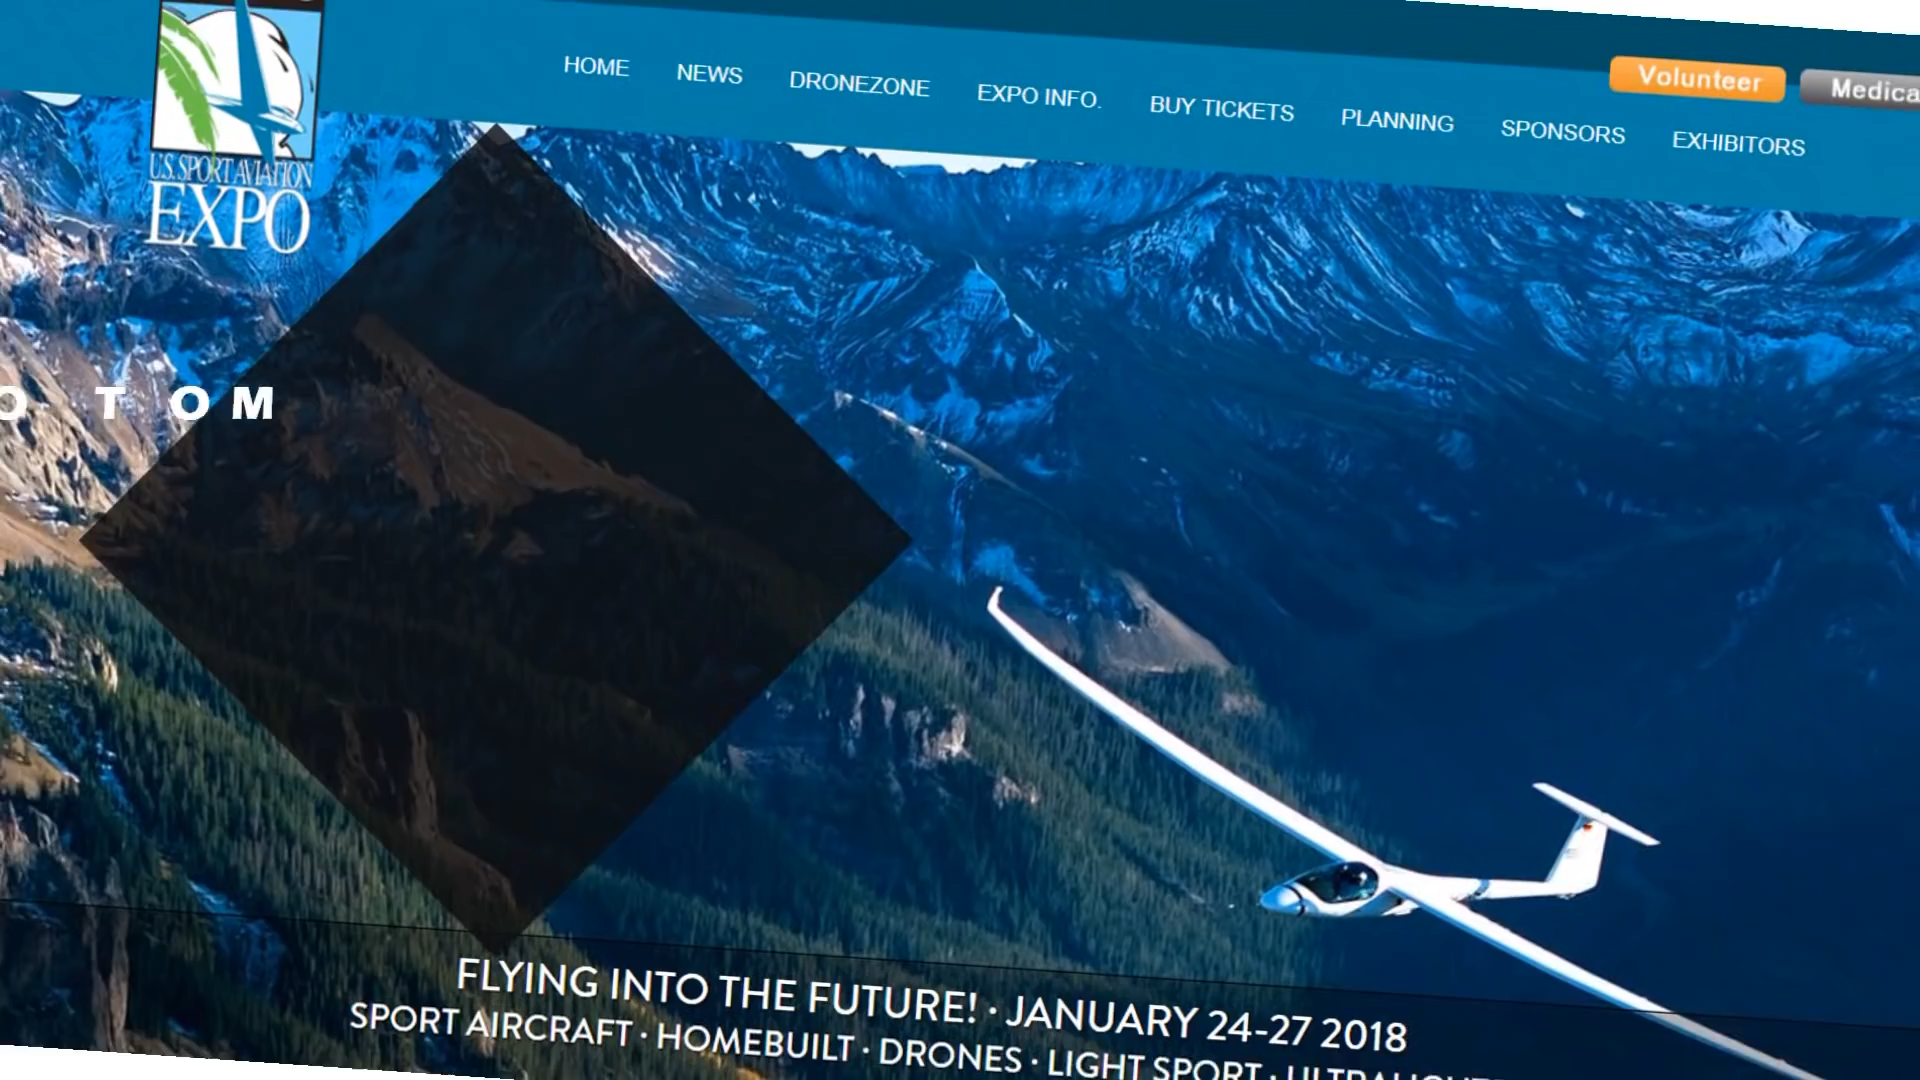 HOME NEWS DRONEZONE EXPO INFO. BUY TICKETS PLANNING SPONSORS EXHIBITORS
Volunteer
U.S. SPORT AVIATION
EXPO
O TOM
FLYING INTO THE FUTURE! · JANUARY 24-27 2018
SPORT AIRCRAFT · HOMEBUILT · DRONES · LIGHT SPORT ·